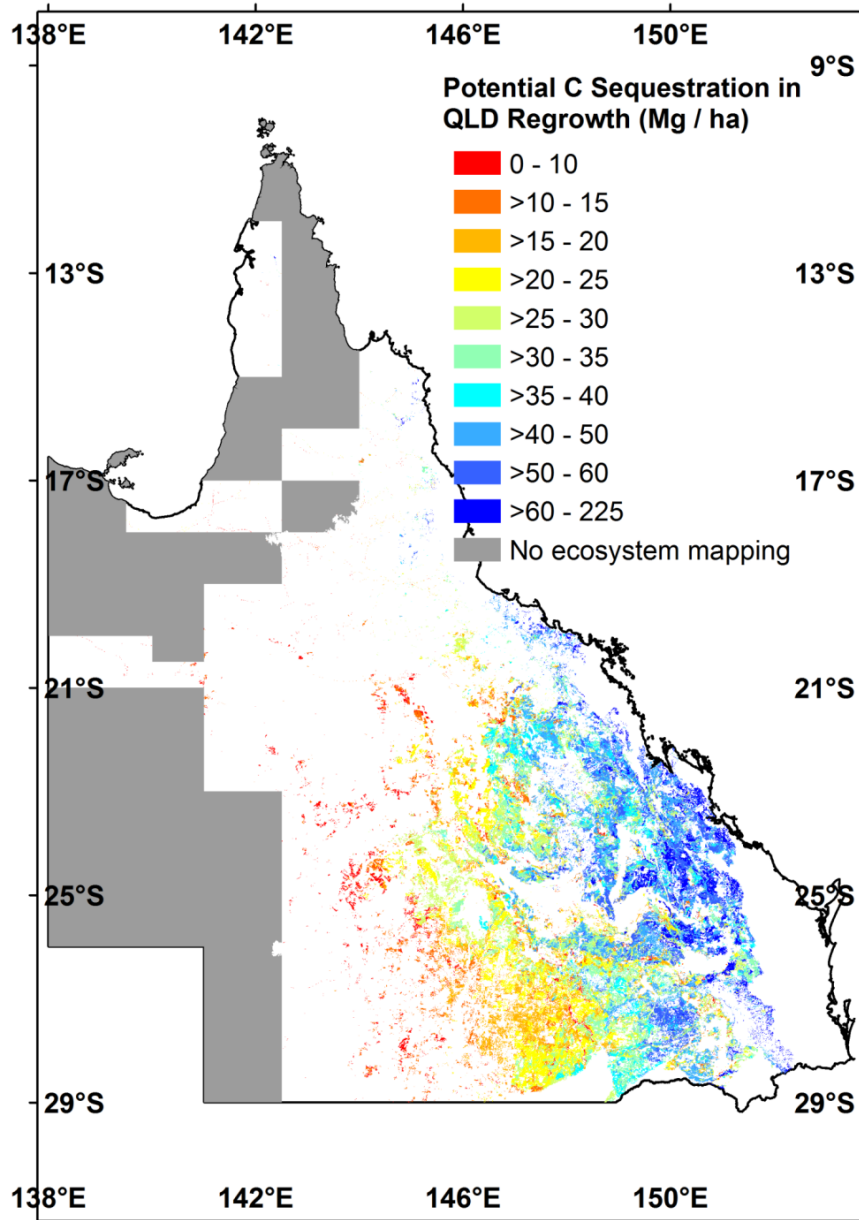 138°E 142°E 146°E 150°E
9°S
Potential C Sequestration in
QLD Regrowth (Mg / ha)
0 - 10
>10 - 15
>15 - 20
>20 - 25
>25 - 30
>30 - 35
>35 - 40
>40 - 50
>50 - 60
>60 - 225
No ecosystem mapping
13°S 13°S
17°S 17°S
21°S 21°S
25°S 25°S
29°S 29°S
138°E 142°E 146°E 150°E